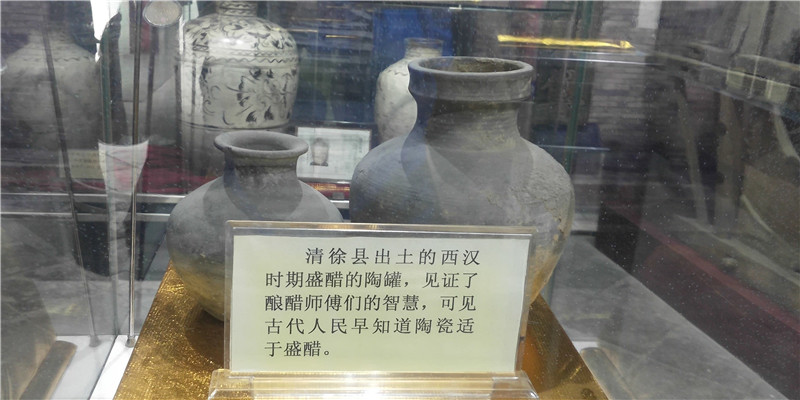 清徐县出土的西汉
时期盛醋的陶罐，见证了
酿醋师傅们的智慧，可见
古代人民早知道陶瓷适
于盛醋。